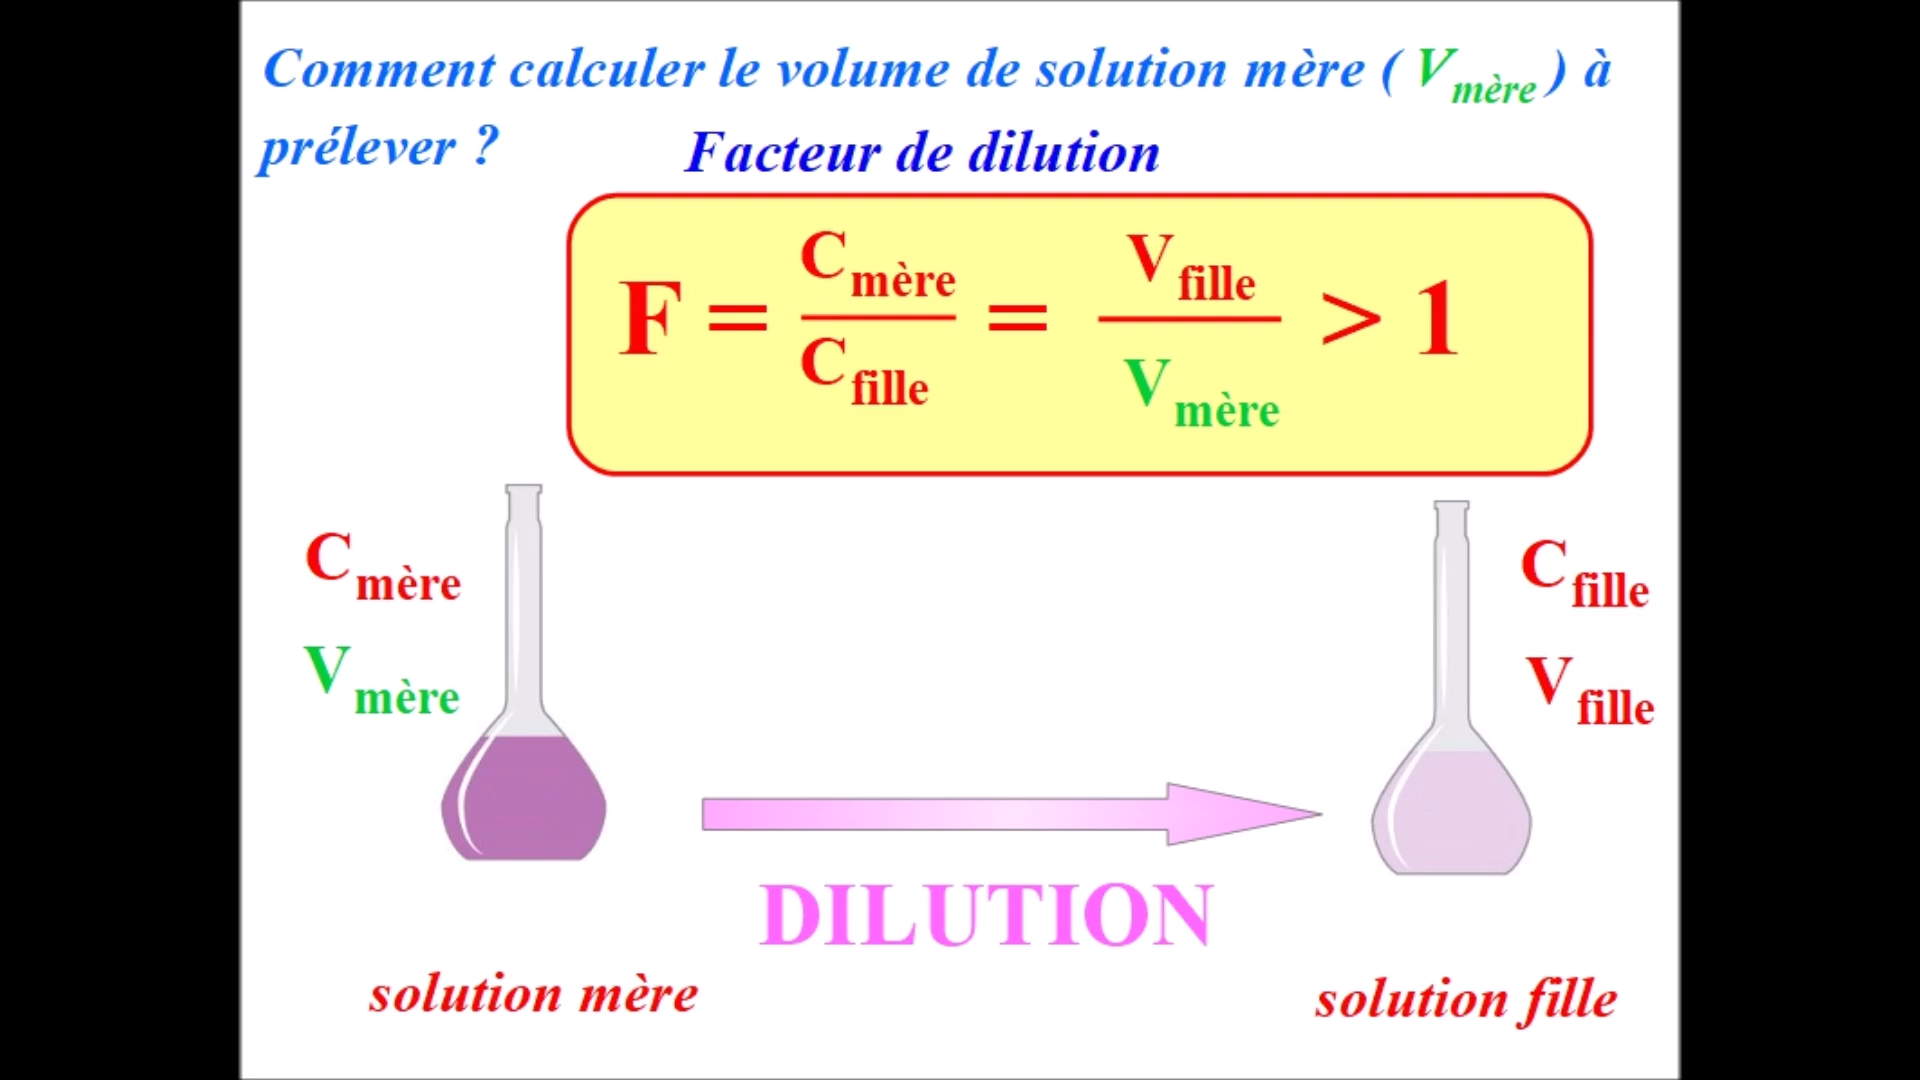 Comment calculer le volume de solution mère ( Vmère ) à
prélever ?
Facteur de dilution
F = Cmère / Cfille = Vfille / Vmère > 1
Cmère
Vmère
Cfille
Vfille
DILUTION
solution mère
solution fille